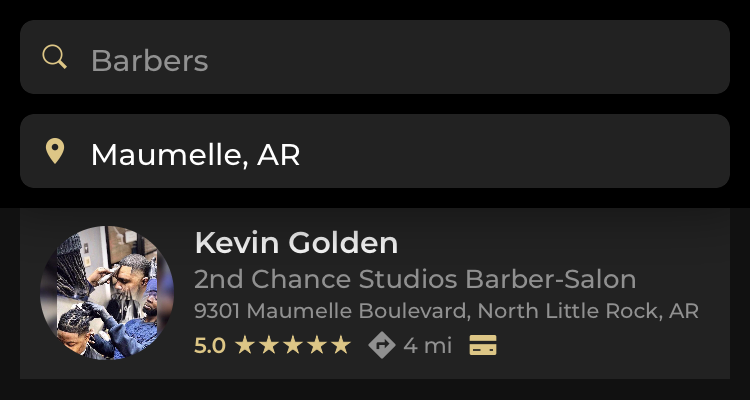 Barbers
Maumelle, AR
Kevin Golden
2nd Chance Studios Barber-Salon
9301 Maumelle Boulevard, North Little Rock, AR
5.0 ★★★★★ 4 mi